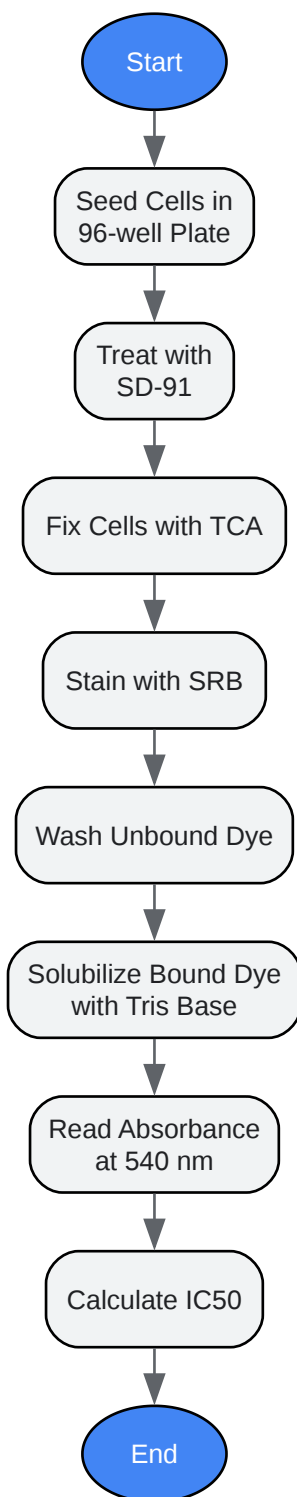 Start
Seed Cells in
96-well Plate
Treat with
SD-91
Fix Cells with TCA
Stain with SRB
Wash Unbound Dye
Solubilize Bound Dye
with Tris Base
Read Absorbance
at 540 nm
Calculate IC50
End